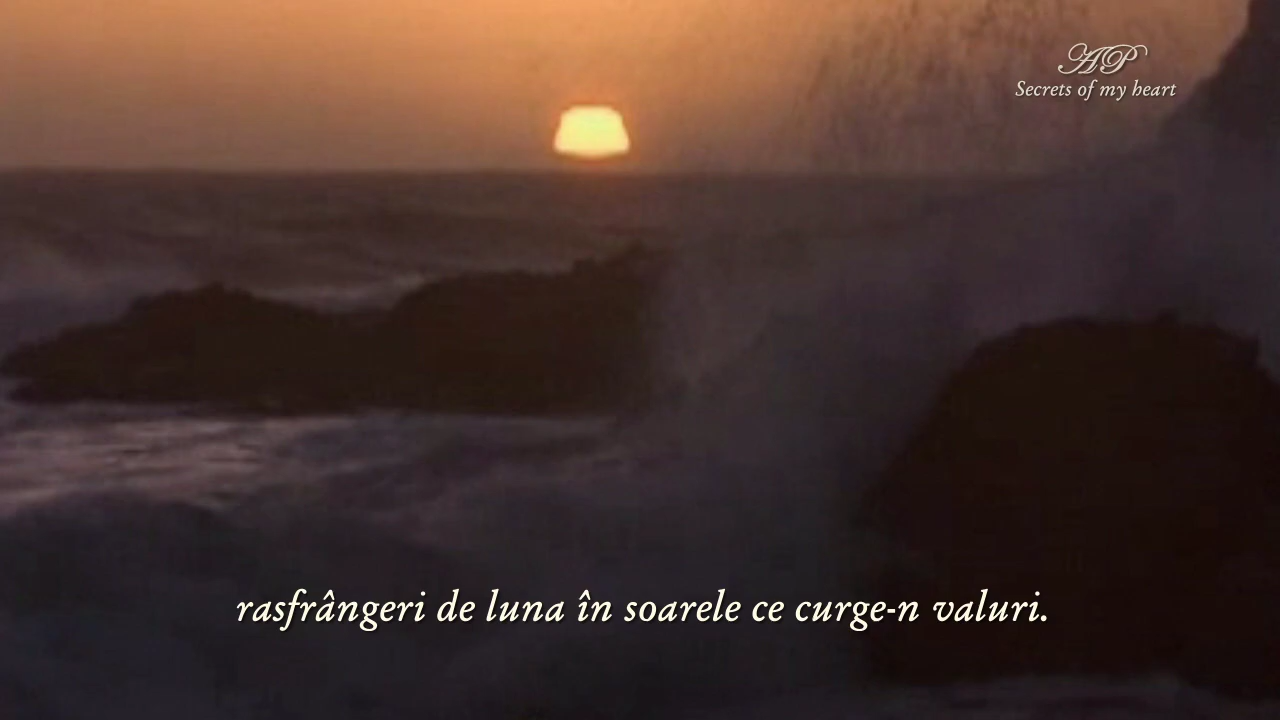 AP
Secrets of my heart
rasfrângeri de luna în soarele ce curge-n valuri.